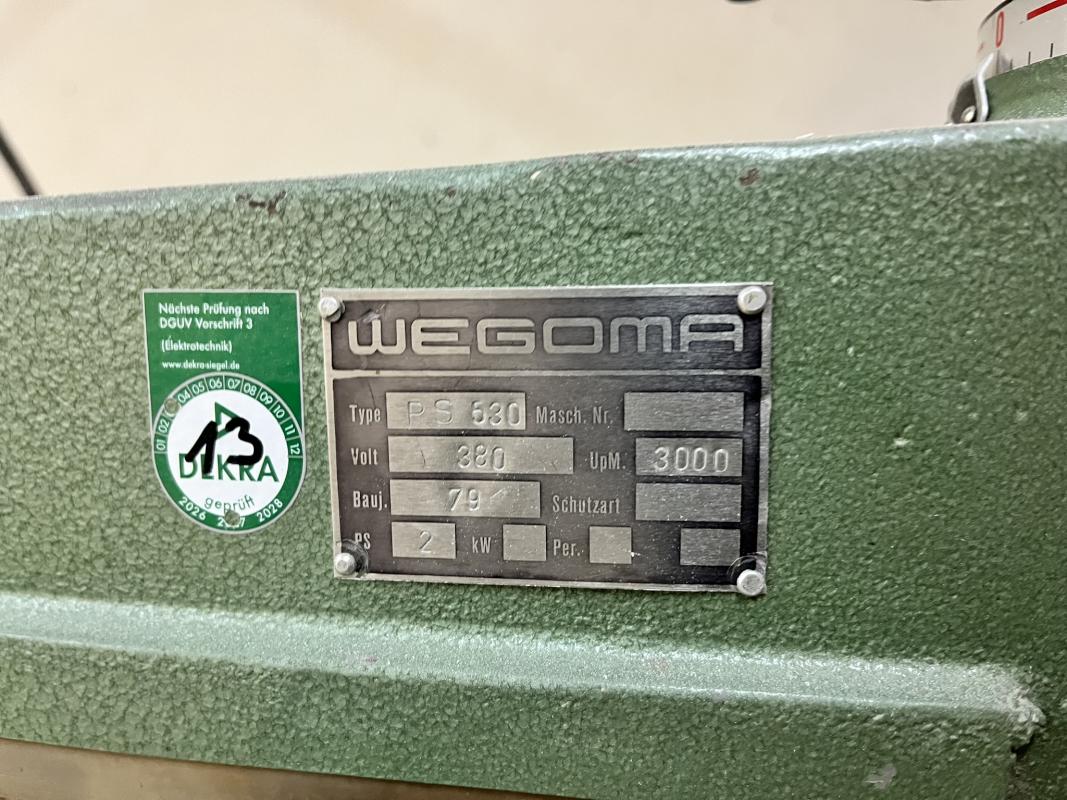 0
Nächste Prüfung nach
DGUV Vorschrift 3
(Elektrotechnik)
www.dekra-siegel.de
01 02 04 05 06 07 08 09 10 11 12
13
DEKRA
geprüft
2026 2028
WEGOMA
Type PS 530 Masch. Nr.
Volt 380 UpM. 3000
Bauj. 79 Schutzart
PS 2 kW Per.